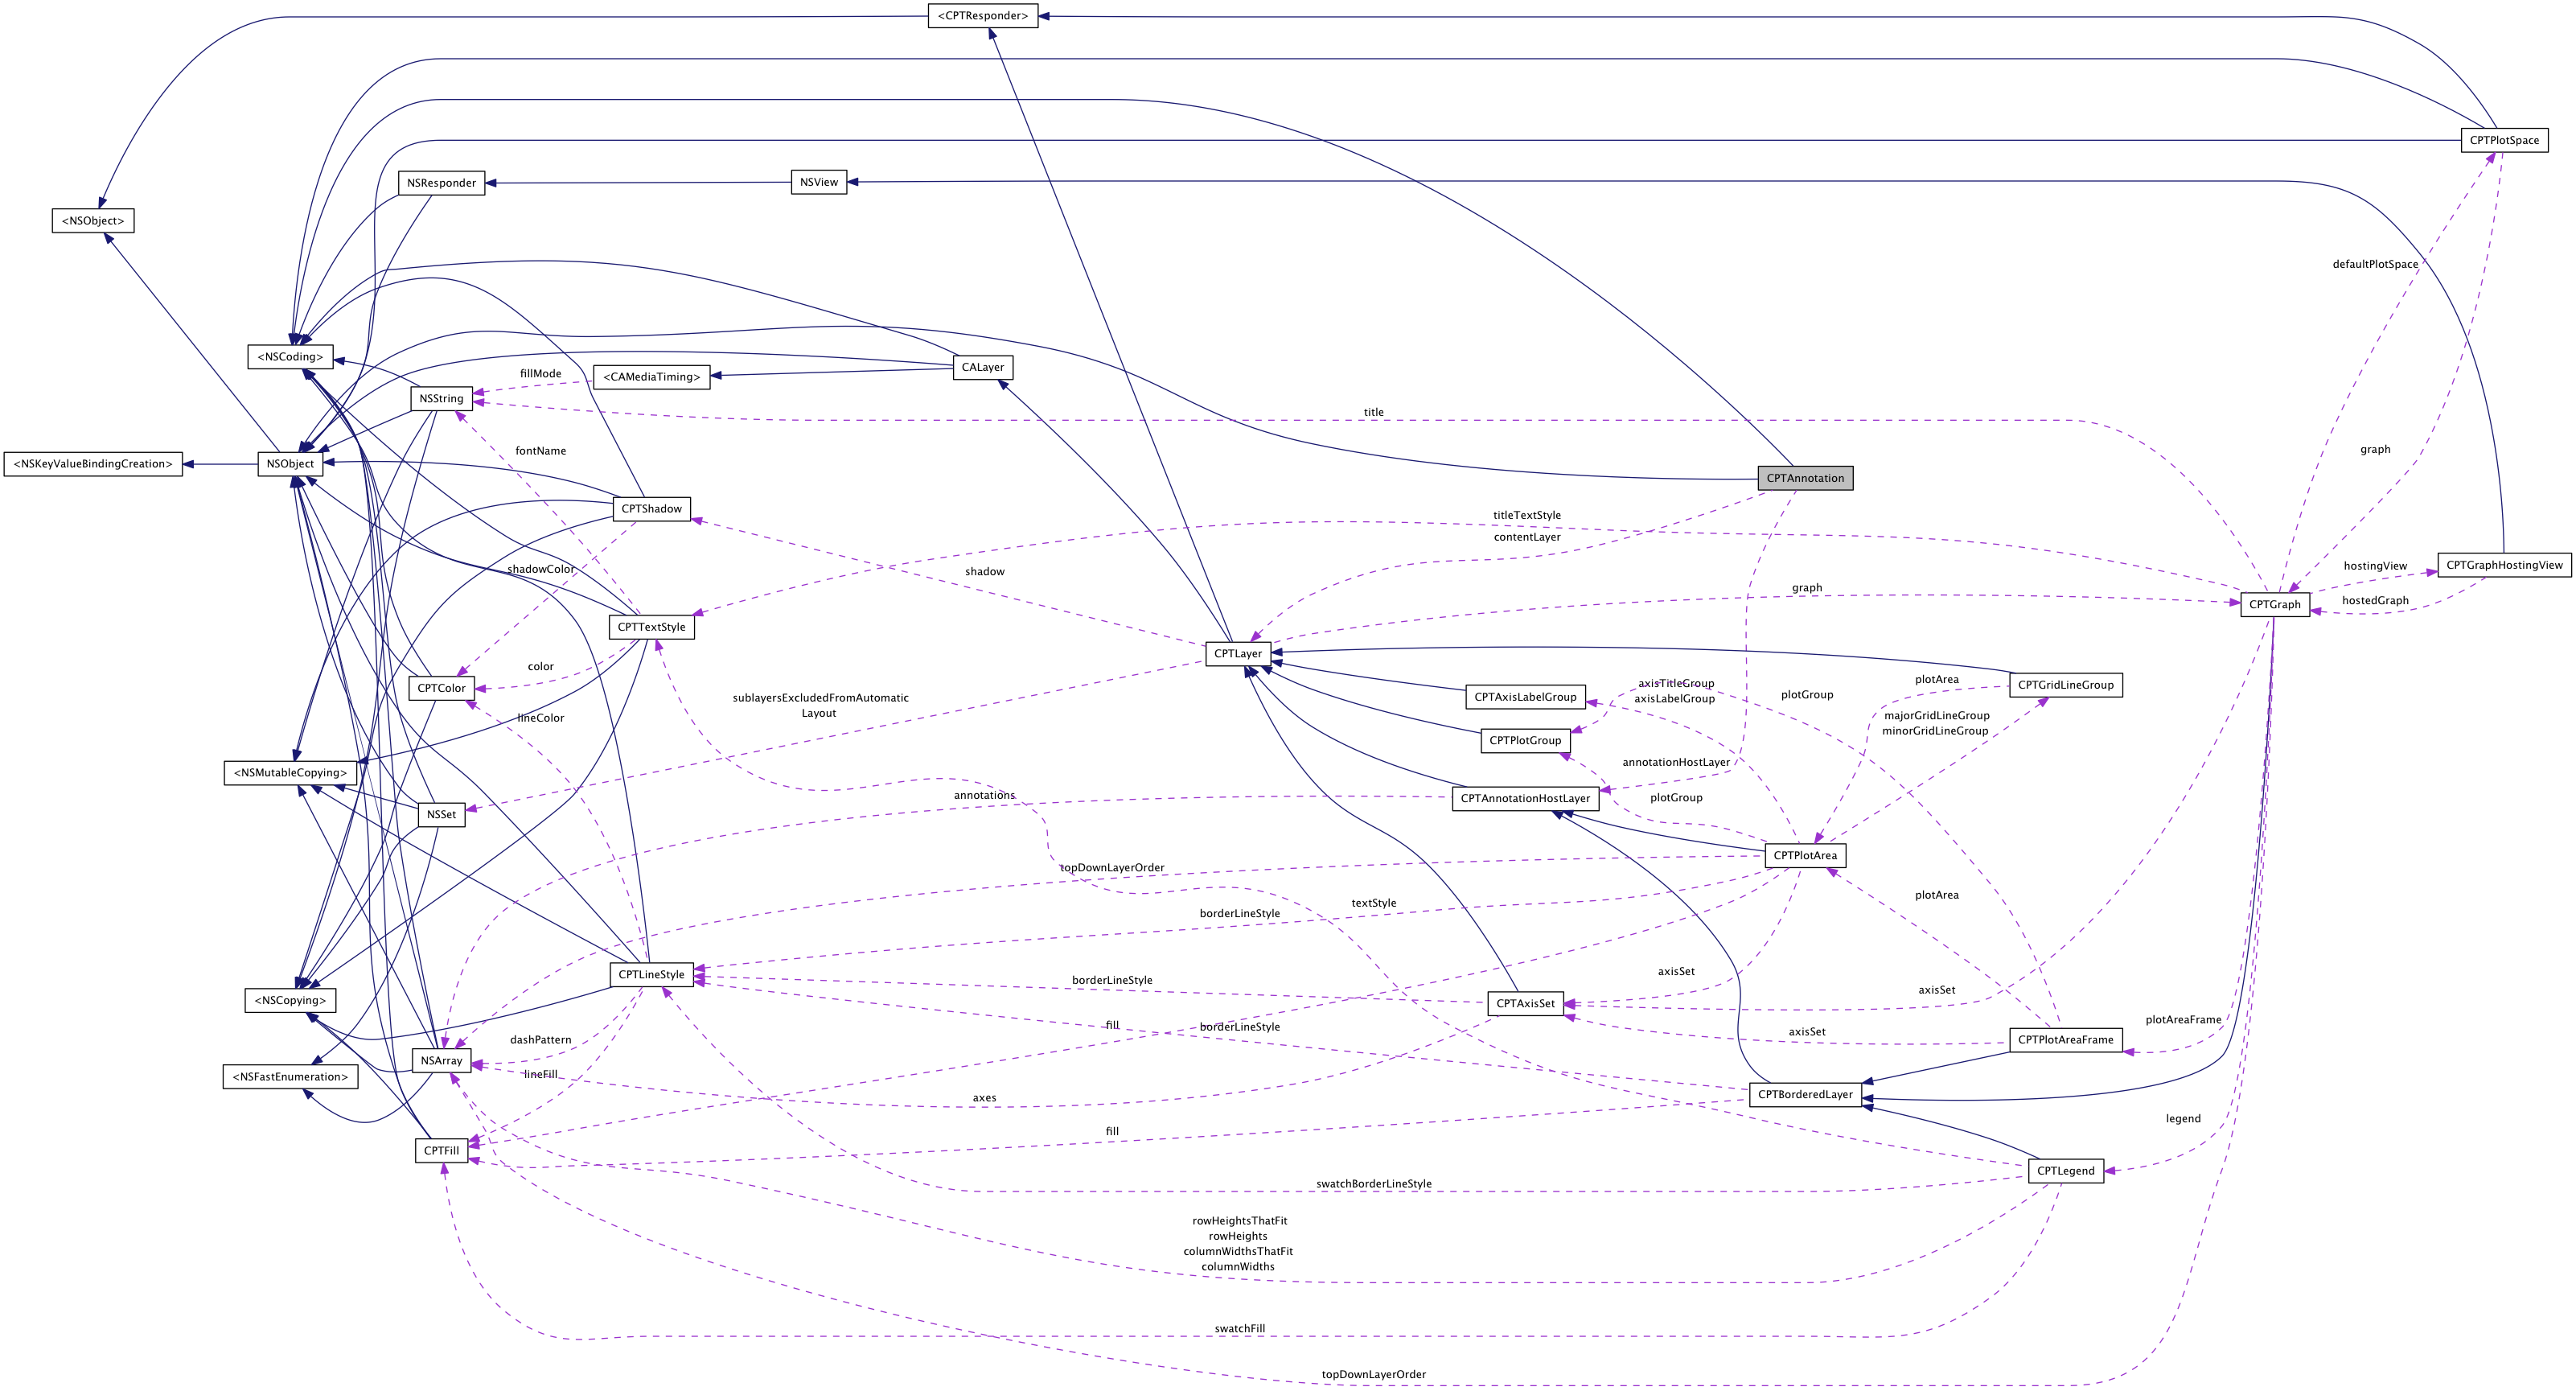 <CPTResponder>
CPTPlotSpace
NSResponder
NSView
<NSObject>
defaultPlotSpace
<NSCoding>
CALayer
fillMode
<CAMediaTiming>
NSString
title
fontName
graph
<NSKeyValueBindingCreation>
NSObject
CPTAnnotation
CPTShadow
titleTextStyle
contentLayer
shadowColor
shadow
hostingView
CPTGraphHostingView
graph
hostedGraph
CPTGraph
CPTTextStyle
CPTLayer
color
CPTColor
sublayersExcludedFromAutomatic
Layout
CPTAxisLabelGroup
axisTitleGroup
axisLabelGroup
plotGroup
plotArea
CPTGridLineGroup
lineColor
majorGridLineGroup
minorGridLineGroup
CPTPlotGroup
<NSMutableCopying>
annotationHostLayer
annotations
CPTAnnotationHostLayer
plotGroup
NSSet
CPTPlotArea
topDownLayerOrder
plotArea
borderLineStyle
textStyle
CPTLineStyle
axisSet
borderLineStyle
axisSet
<NSCopying>
CPTAxisSet
fill
borderLineStyle
axisSet
plotAreaFrame
CPTPlotAreaFrame
dashPattern
NSArray
<NSFastEnumeration>
lineFill
axes
CPTBorderedLayer
legend
fill
CPTFill
CPTLegend
swatchBorderLineStyle
rowHeightsThatFit
rowHeights
columnWidthsThatFit
columnWidths
swatchFill
topDownLayerOrder